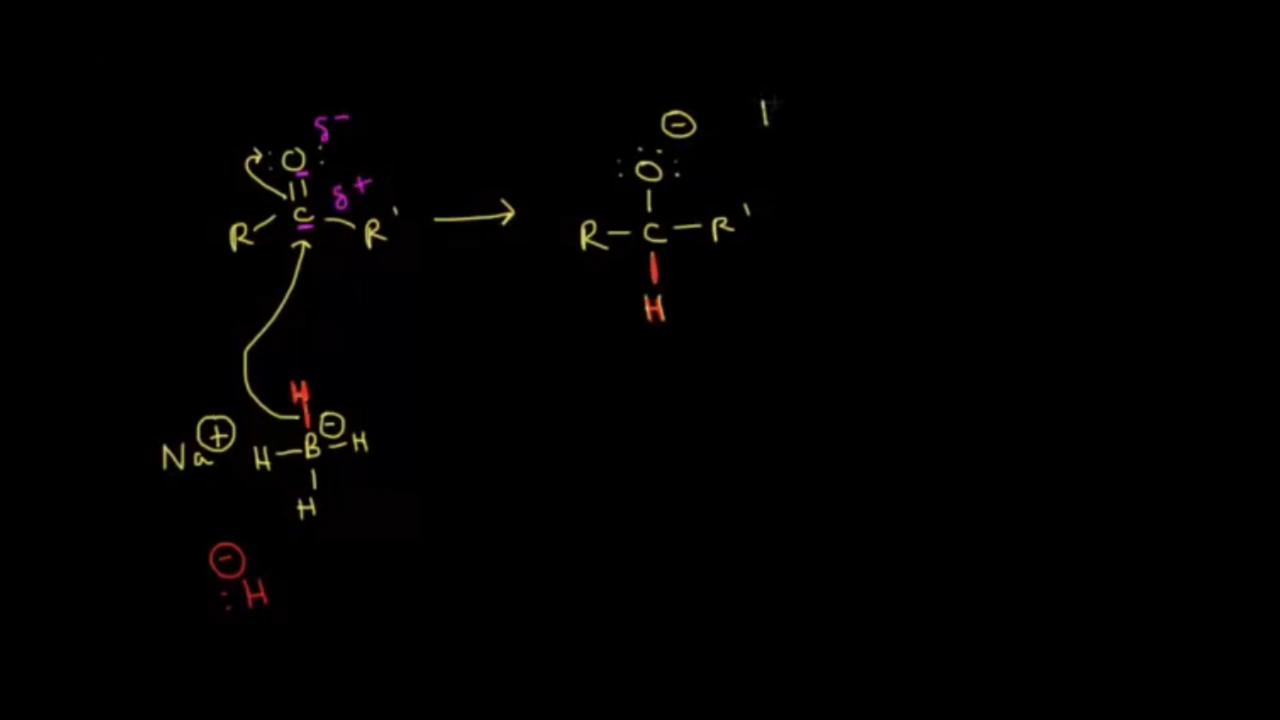 δ-
:O:
δ+
R C R'
Na + H B - H
H
H
-
:H
-
:O:
R - C - R'
H